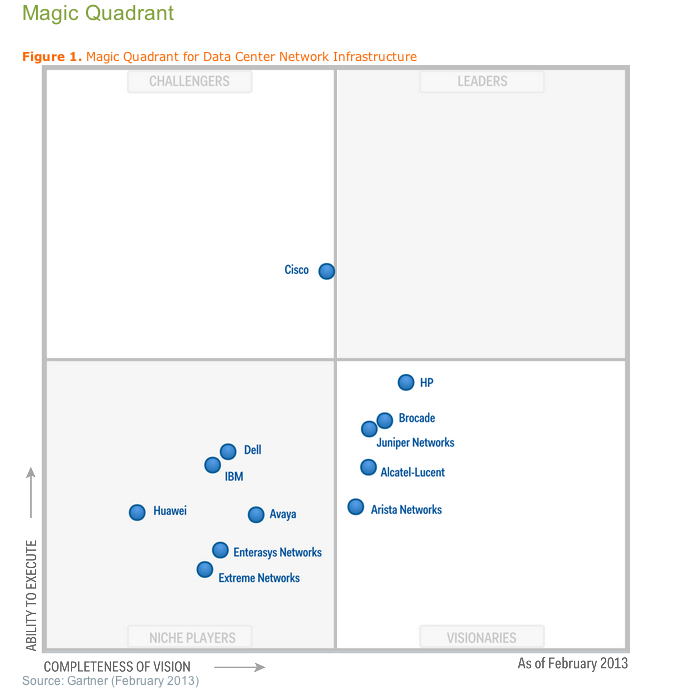 Magic Quadrant
Figure 1. Magic Quadrant for Data Center Network Infrastructure
CHALLENGERS
LEADERS
Cisco
HP
Brocade
Juniper Networks
Dell
IBM
Alcatel-Lucent
Huawei
Avaya
Arista Networks
Enterasys Networks
Extreme Networks
NICHE PLAYERS
VISIONARIES
ABILITY TO EXECUTE
COMPLETENESS OF VISION
As of February 2013
Source: Gartner (February 2013)